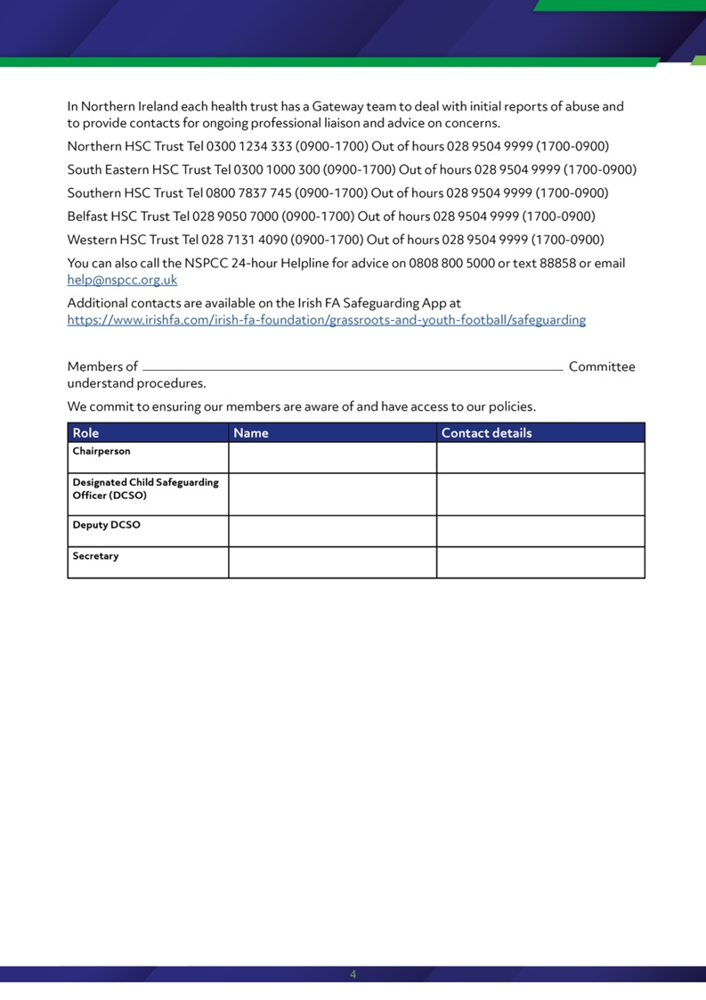 In Northern Ireland each health trust has a Gateway team to deal with initial reports of abuse and
to provide contacts for ongoing professional liaison and advice on concerns.
Northern HSC Trust Tel 0300 1234 333 (0900-1700) Out of hours 028 9504 9999 (1700-0900)
South Eastern HSC Trust Tel 0300 1000 300 (0900-1700) Out of hours 028 9504 9999 (1700-0900)
Southern HSC Trust Tel 0800 7837 745 (0900-1700) Out of hours 028 9504 9999 (1700-0900)
Belfast HSC Trust Tel 028 9050 7000 (0900-1700) Out of hours 028 9504 9999 (1700-0900)
Western HSC Trust Tel 028 7131 4090 (0900-1700) Out of hours 028 9504 9999 (1700-0900)
You can also call the NSPCC 24-hour Helpline for advice on 0808 800 5000 or text 88858 or email
help@nspcc.org.uk
Additional contacts are available on the Irish FA Safeguarding App at
https://www.irishfa.com/irish-fa-foundation/grassroots-and-youth-football/safeguarding
Members of ______ Committee
understand procedures.
We commit to ensuring our members are aware of and have access to our policies.
Role Name Contact details
Chairperson
Designated Child Safeguarding
Officer (DCSO)
Deputy DCSO
Secretary
4